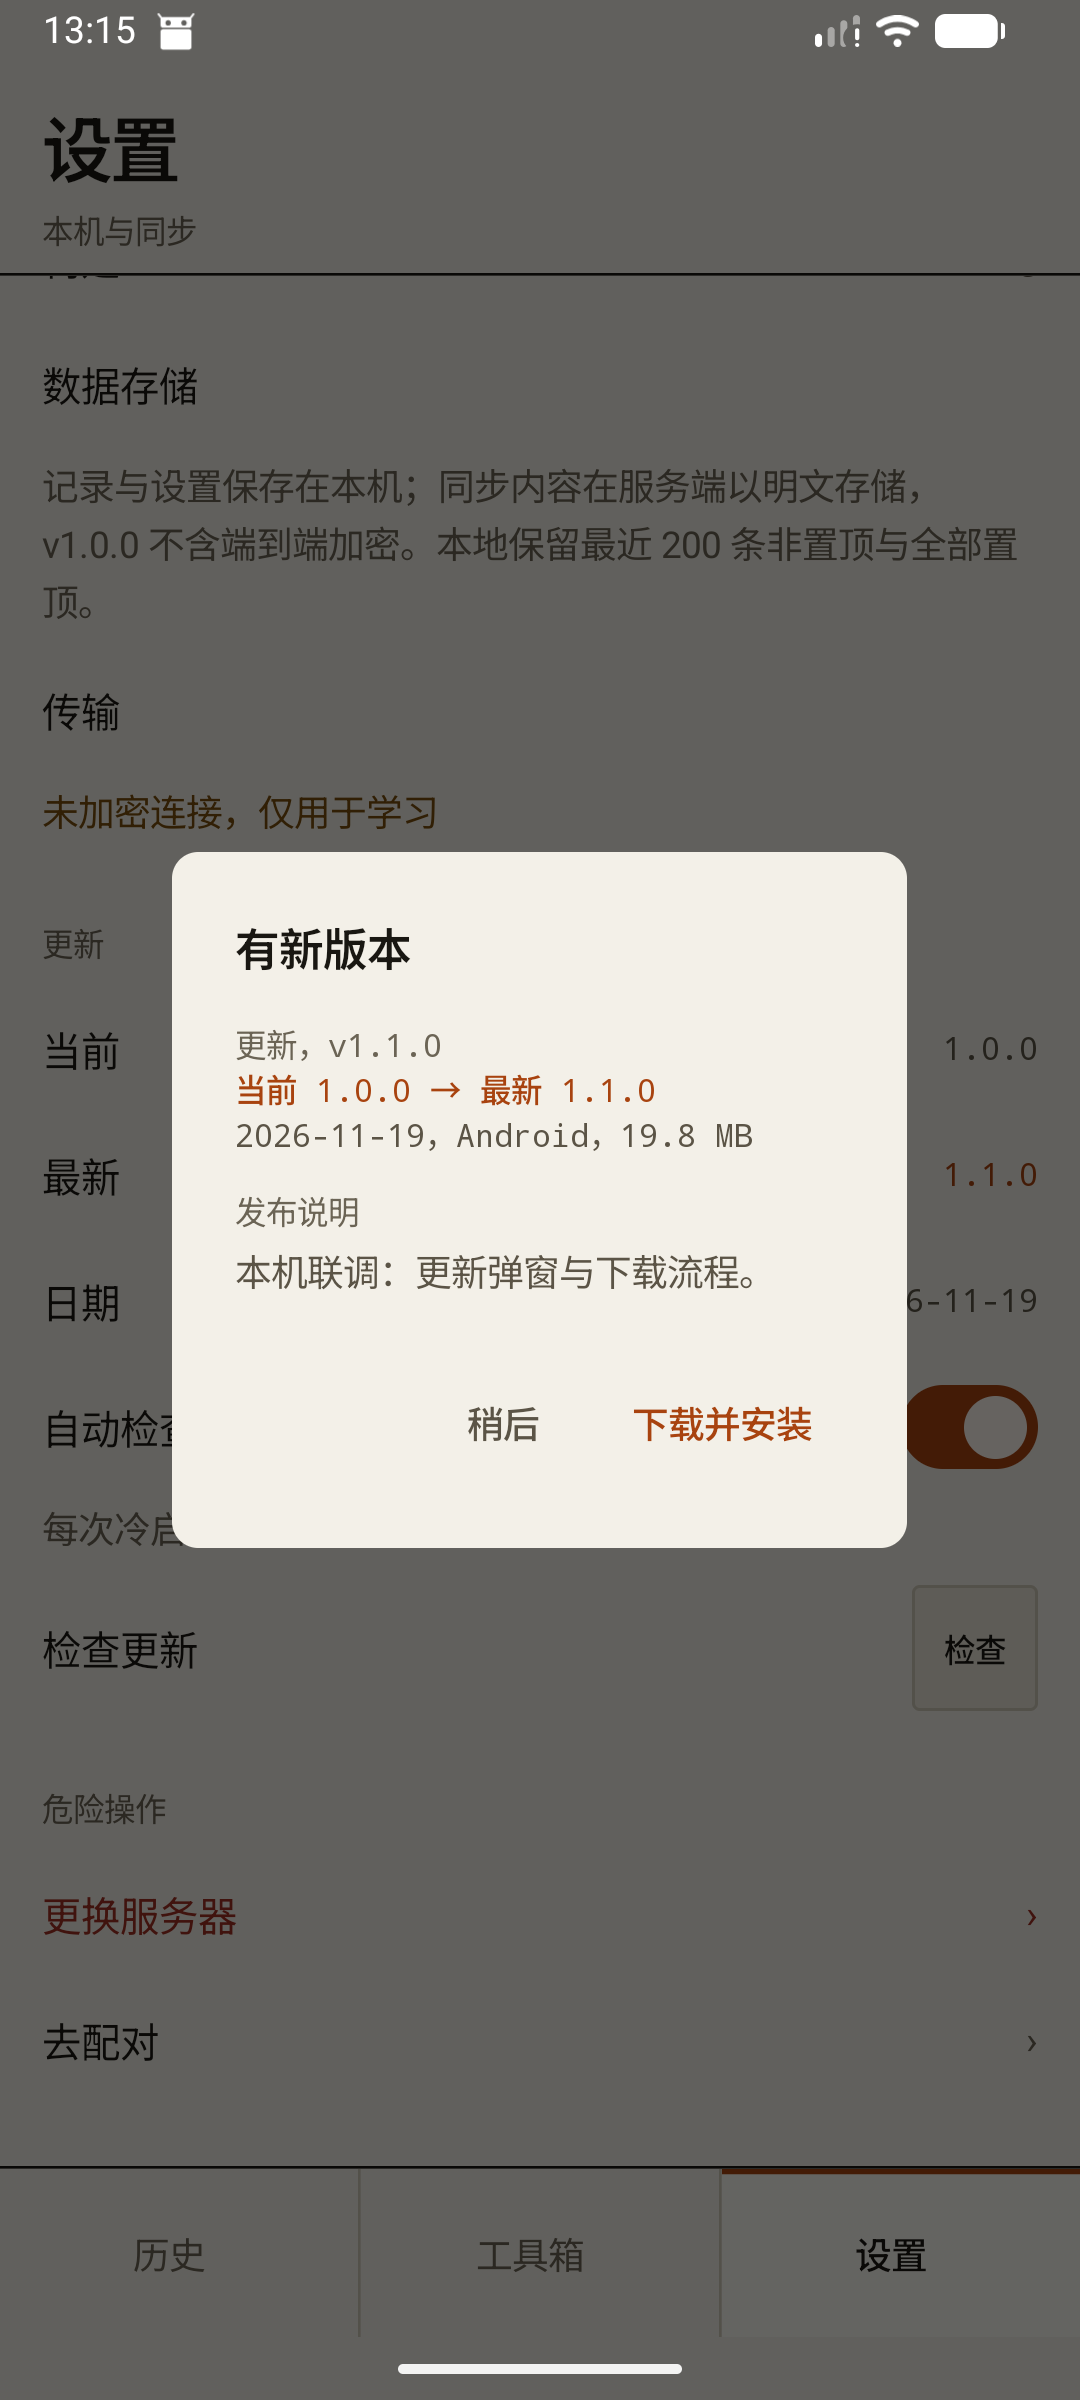 13:15
设置
本机与同步
数据存储
记录与设置保存在本机；同步内容在服务端以明文存储，
v1.0.0 不含端到端加密。本地保留最近 200 条非置顶与全部置
顶。
传输
未加密连接，仅用于学习
有新版本
更新，v1.1.0
当前 1.0.0 → 最新 1.1.0
2026-11-19，Android，19.8 MB
发布说明
本机联调：更新弹窗与下载流程。
稍后
下载并安装
更新
当前
1.0.0
最新
1.1.0
日期
6-11-19
自动检查
每次冷启
检查更新
检查
危险操作
更换服务器
›
去配对
›
历史
工具箱
设置